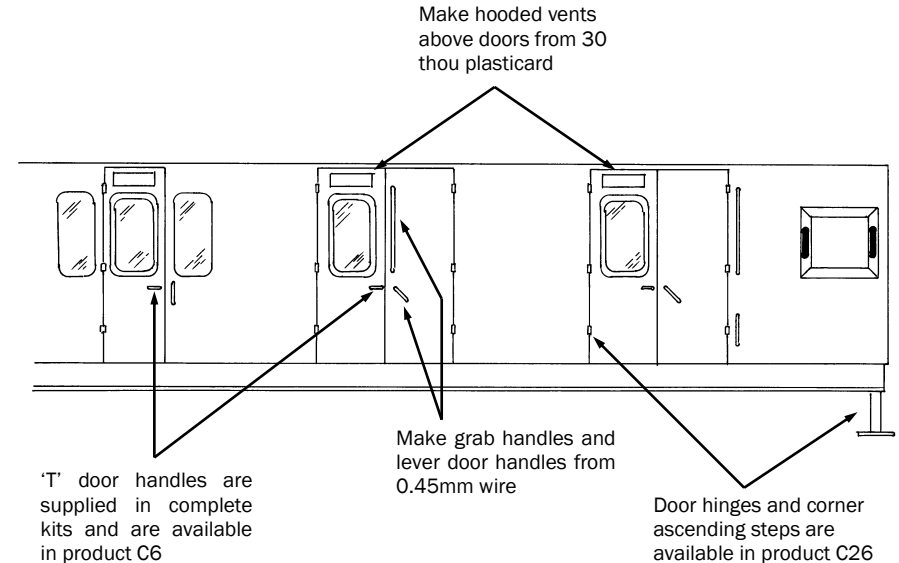 Make hooded vents
above doors from 30
thou plasticard
Make grab handles and
lever door handles from
0.45mm wire
‘T’ door handles are
supplied in complete
kits and are available
in product C6
Door hinges and corner
ascending steps are
available in product C26